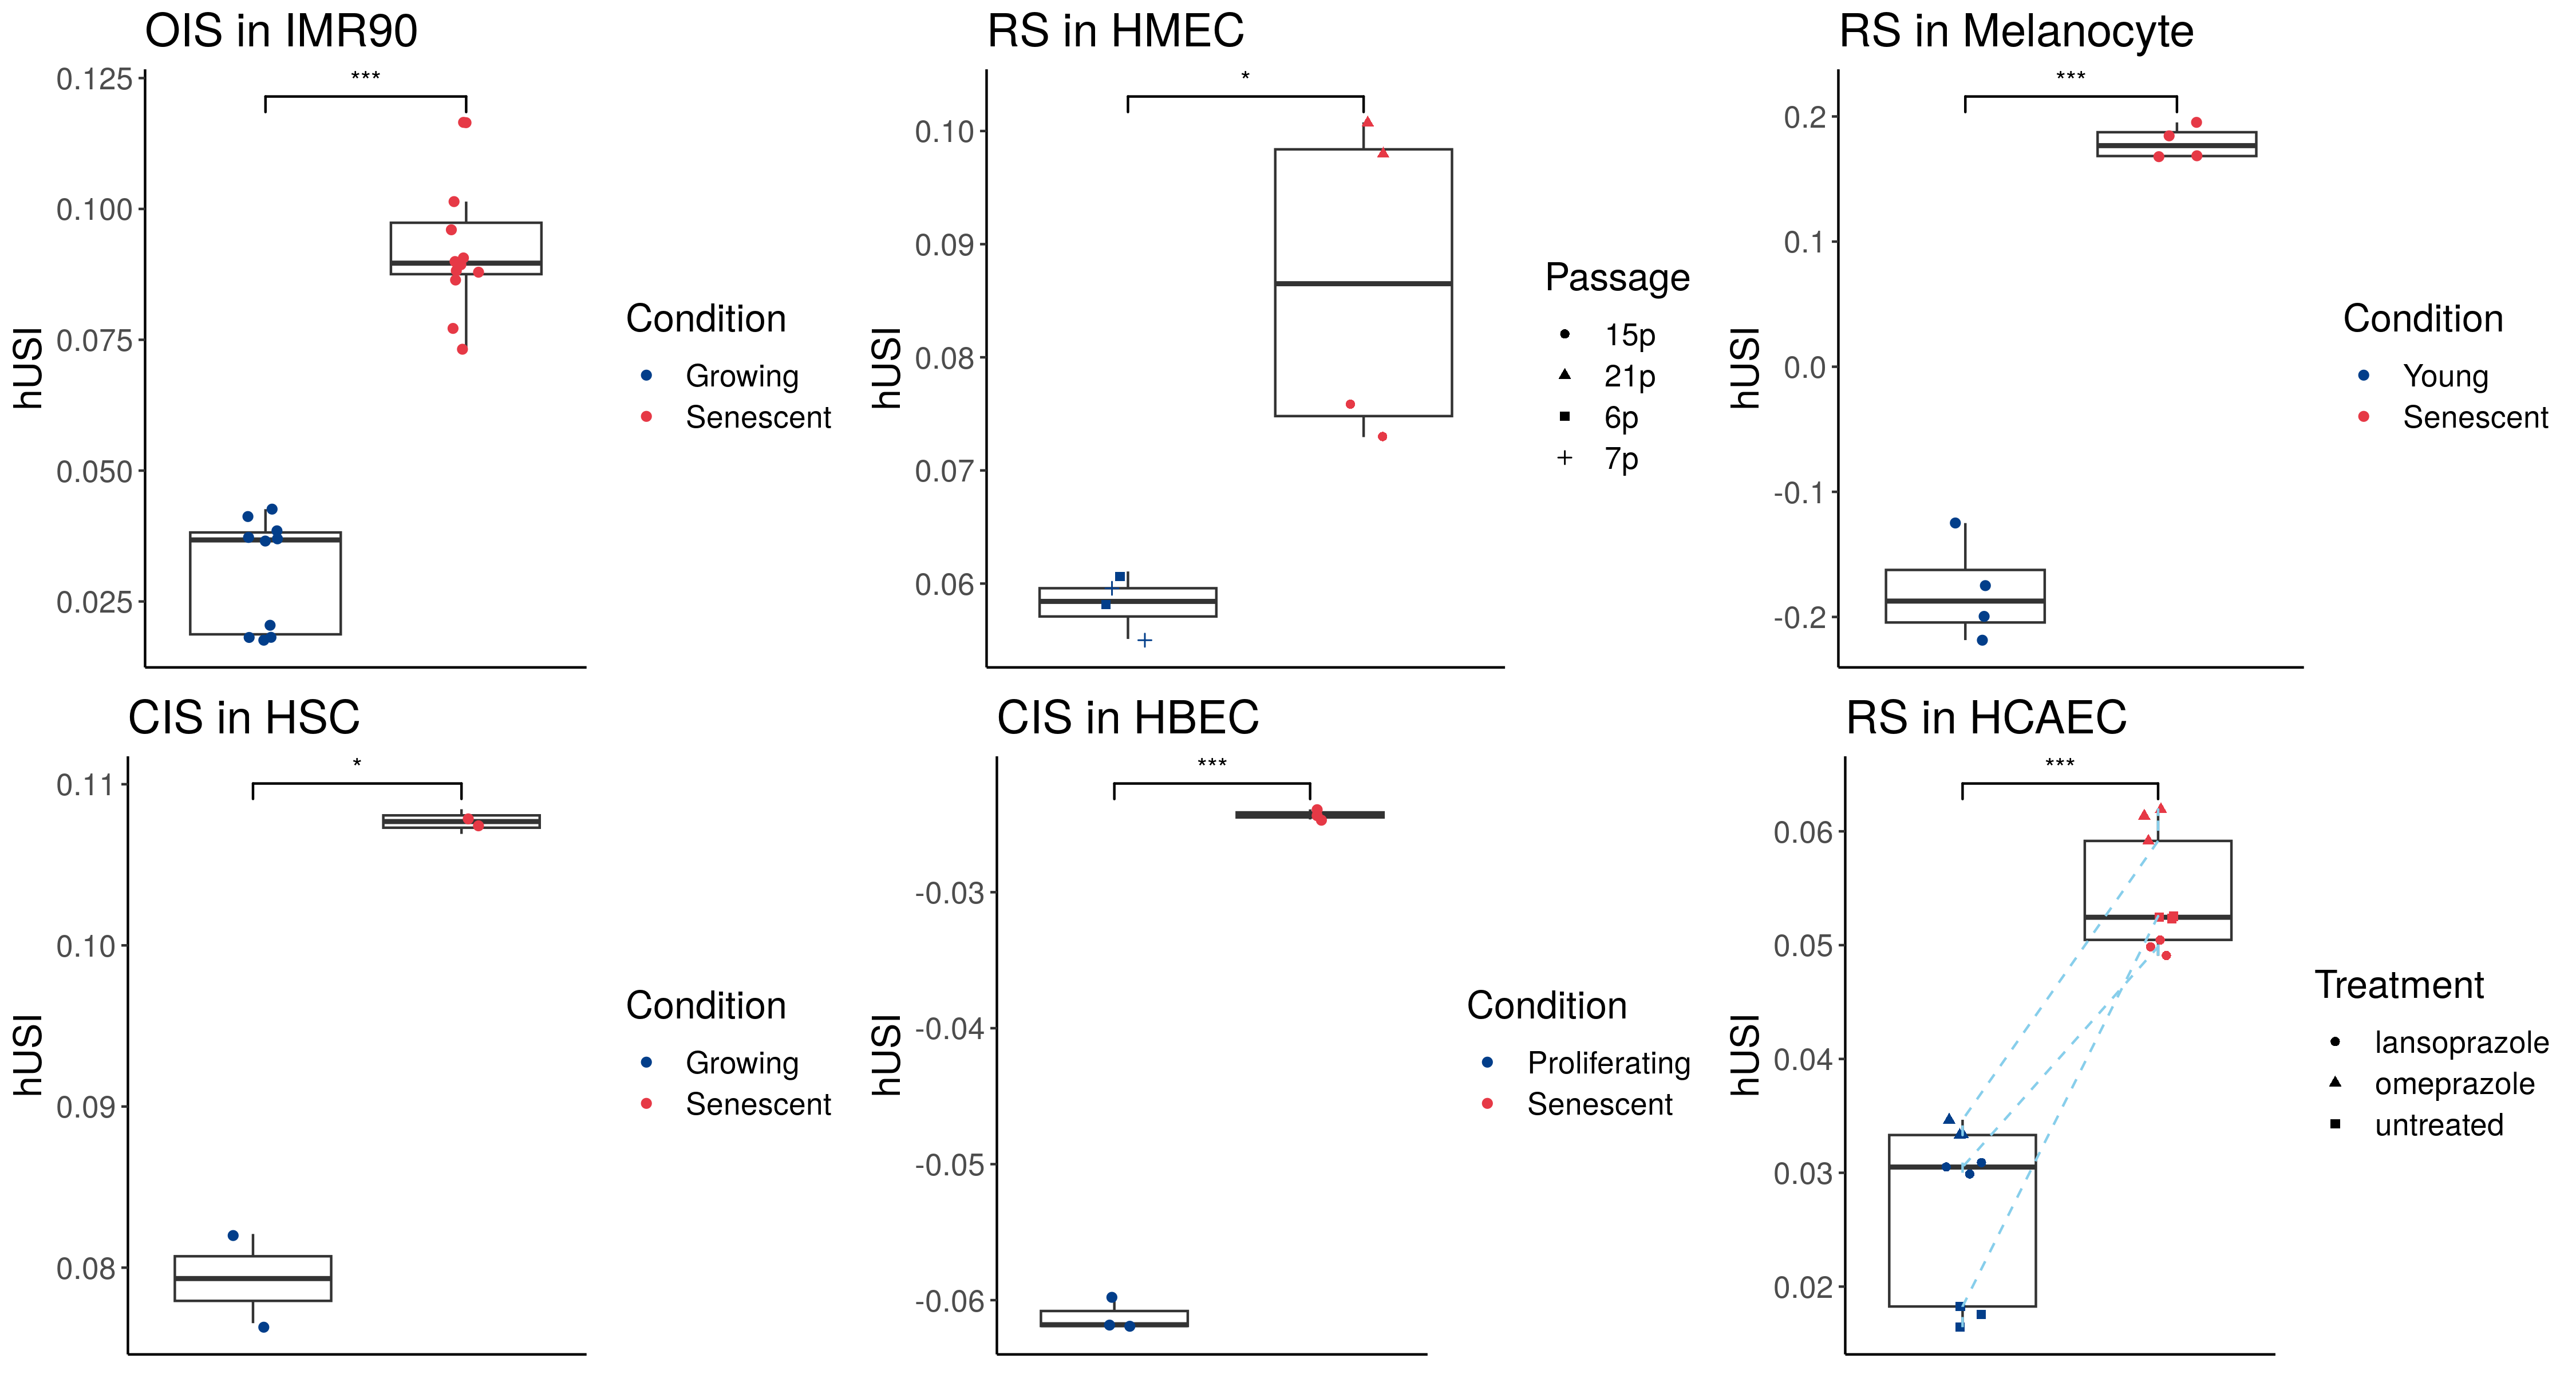 OIS in IMR90
***
0.125
0.100
0.075
0.050
0.025
hUSI
Condition
Growing
Senescent
RS in HMEC
*
0.10
0.09
0.08
0.07
0.06
hUSI
Passage
15p
21p
6p
7p
RS in Melanocyte
***
0.2
0.1
0.0
-0.1
-0.2
hUSI
Condition
Young
Senescent
CIS in HSC
*
0.11
0.10
0.09
0.08
hUSI
Condition
Growing
Senescent
CIS in HBEC
***
-0.03
-0.04
-0.05
-0.06
hUSI
Condition
Proliferating
Senescent
RS in HCAEC
***
0.06
0.05
0.04
0.03
0.02
hUSI
Treatment
lansoprazole
omeprazole
untreated